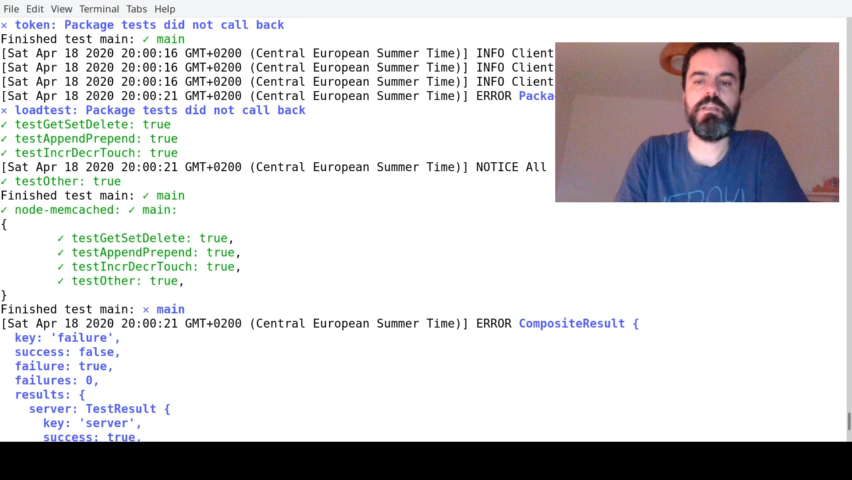 File Edit View Terminal Tabs Help
× token: Package tests did not call back
Finished test main: ✓ main
[Sat Apr 18 2020 20:00:16 GMT+0200 (Central European Summer Time)] INFO Client
[Sat Apr 18 2020 20:00:16 GMT+0200 (Central European Summer Time)] INFO Client
[Sat Apr 18 2020 20:00:16 GMT+0200 (Central European Summer Time)] INFO Client
[Sat Apr 18 2020 20:00:21 GMT+0200 (Central European Summer Time)] ERROR Packa
× loadtest: Package tests did not call back
✓ testGetSetDelete: true
✓ testAppendPrepend: true
✓ testIncrDecrTouch: true
[Sat Apr 18 2020 20:00:21 GMT+0200 (Central European Summer Time)] NOTICE All
✓ testOther: true
Finished test main: ✓ main
✓ node-memcached: ✓ main:
{
✓ testGetSetDelete: true,
✓ testAppendPrepend: true,
✓ testIncrDecrTouch: true,
✓ testOther: true,
}
Finished test main: × main
[Sat Apr 18 2020 20:00:21 GMT+0200 (Central European Summer Time)] ERROR CompositeResult {
key: 'failure',
success: false,
failure: true,
failures: 0,
results: {
server: TestResult {
key: 'server',
success: true,